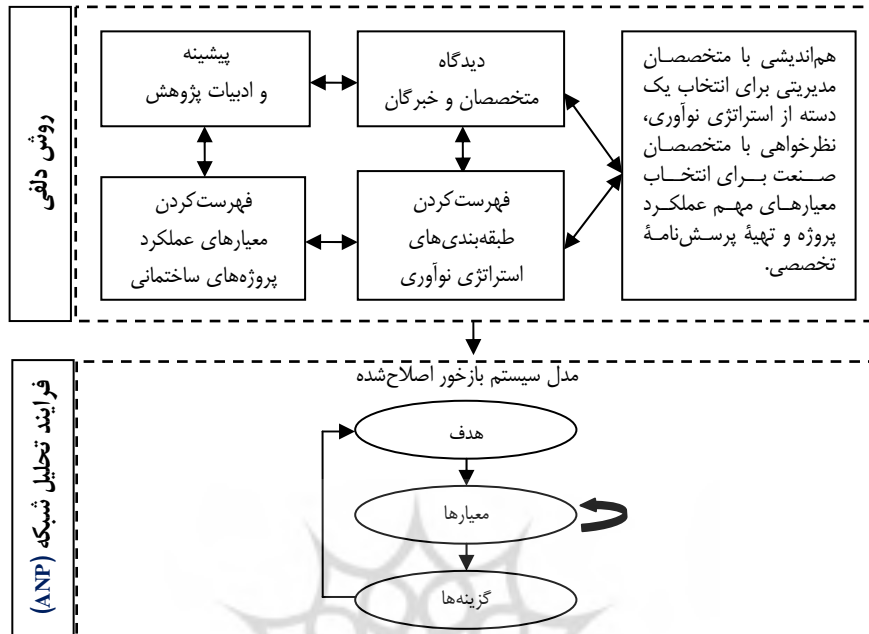 روش دلفی
هم‌اندیشی با متخصصان
مدیریتی برای انتخاب یک
دسته از استراتژی نوآوری،
نظرخواهی با متخصصان
صنعت برای انتخاب
معیارهای مهم عملکرد
پروژه و تهیهٔ پرسش‌نامهٔ
تخصصی.
دیدگاه
متخصصان و خبرگان
پیشینه
و ادبیات پژوهش
فهرست‌کردن
طبقه‌بندی‌های
استراتژی نوآوری
فهرست‌کردن
معیارهای عملکرد
پروژه‌های ساختمانی
فرایند تحلیل شبکه (ANP)
مدل سیستم بازخور اصلاح‌شده
هدف
معیارها
گزینه‌ها